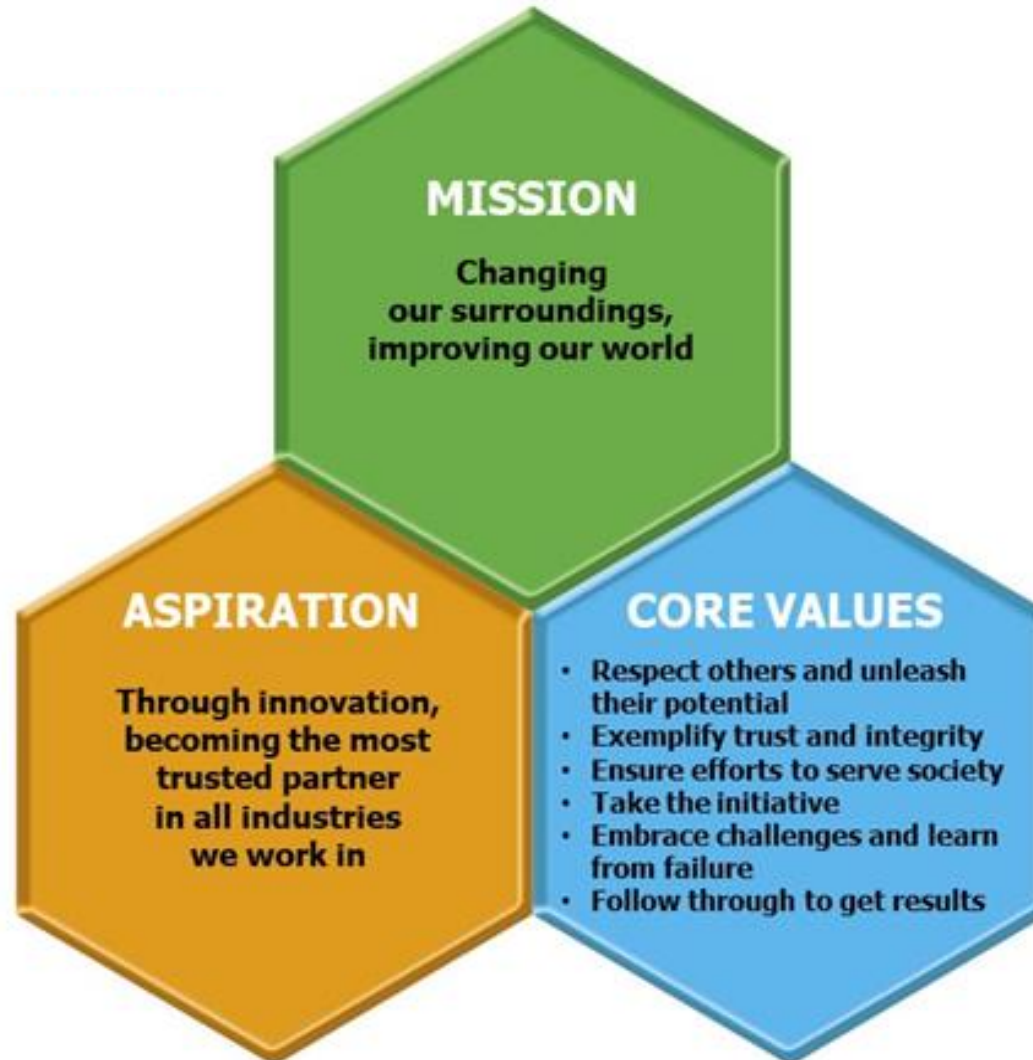 MISSION
Changing
our surroundings,
improving our world
ASPIRATION
Through innovation,
becoming the most
trusted partner
in all industries
we work in
CORE VALUES
• Respect others and unleash
their potential
• Exemplify trust and integrity
• Ensure efforts to serve society
• Take the initiative
• Embrace challenges and learn
from failure
• Follow through to get results